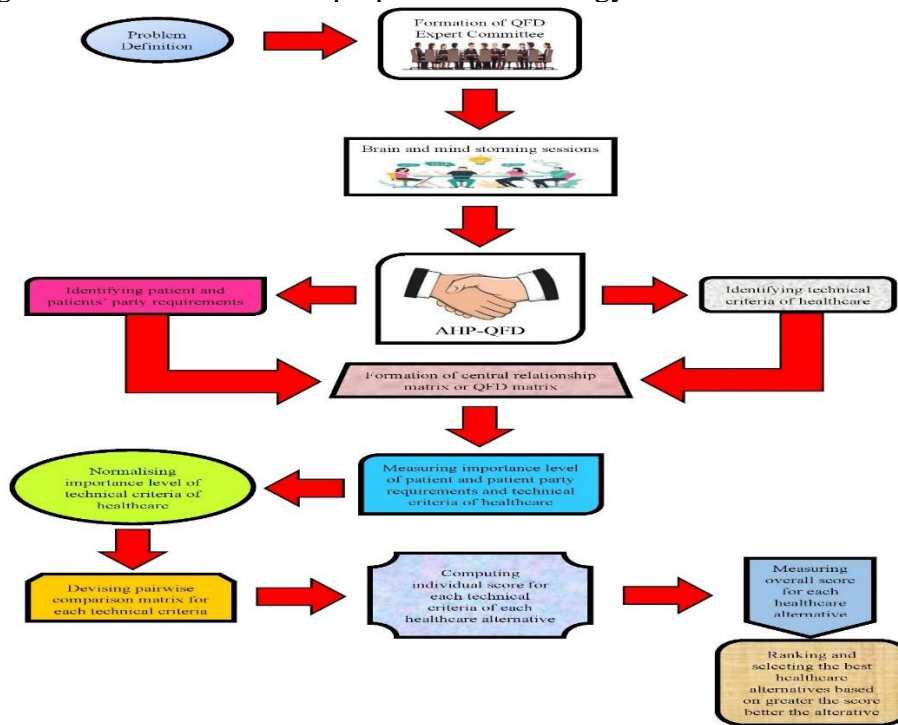 Problem
Definition
Formation of QFD
Expert Committee
Brain and mind storming sessions
Identifying patient and
patients' party requirements
AHP-QFD
Identifying technical
criteria of healthcare
Formation of central relationship
matrix or QFD matrix
Normalising
importance level of
technical criteria of
healthcare
Measuring importance level
of patient and patient party
requirements and technical
criteria of healthcare
Devising pairwise
comparison matrix for
each technical criteria
Computing
individual score for
each technical
criteria of each
healthcare alternative
Measuring
overall score
for each
healthcare
alternative
Ranking and
selecting the best
healthcare
alternatives based
on greater the score
better the alterative